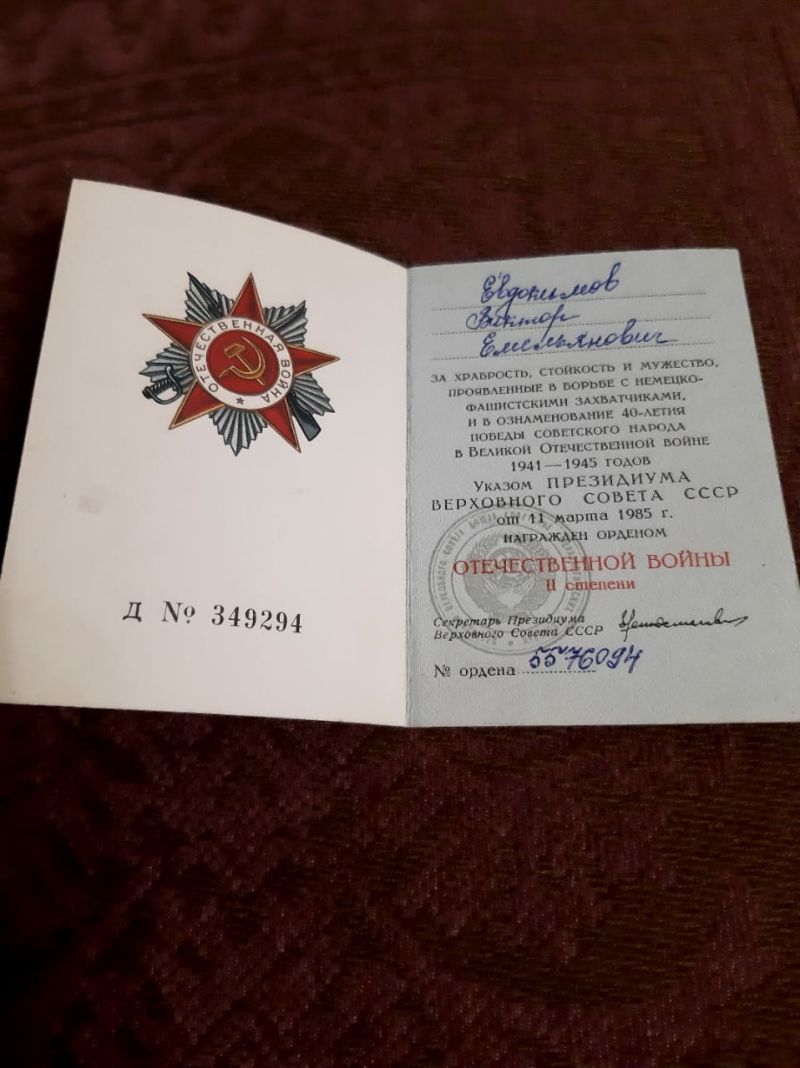 ОТЕЧЕСТВЕННАЯ ВОЙНА
Д № 349294
Евдокимов
Виктор
Емельянович
ЗА ХРАБРОСТЬ, СТОЙКОСТЬ И МУЖЕСТВО,
ПРОЯВЛЕННЫЕ В БОРЬБЕ С НЕМЕЦКО-
ФАШИСТСКИМИ ЗАХВАТЧИКАМИ,
И В ОЗНАМЕНОВАНИЕ 40-ЛЕТИЯ
ПОБЕДЫ СОВЕТСКОГО НАРОДА
В ВЕЛИКОЙ ОТЕЧЕСТВЕННОЙ ВОЙНЕ
1941—1945 ГОДОВ
УКАЗОМ ПРЕЗИДИУМА
ВЕРХОВНОГО СОВЕТА СССР
от 11 марта 1985 г.
НАГРАЖДЕН ОРДЕНОМ
ОТЕЧЕСТВЕННОЙ ВОЙНЫ
II степени
Секретарь Президиума
Верховного Совета СССР
№ ордена 5576094